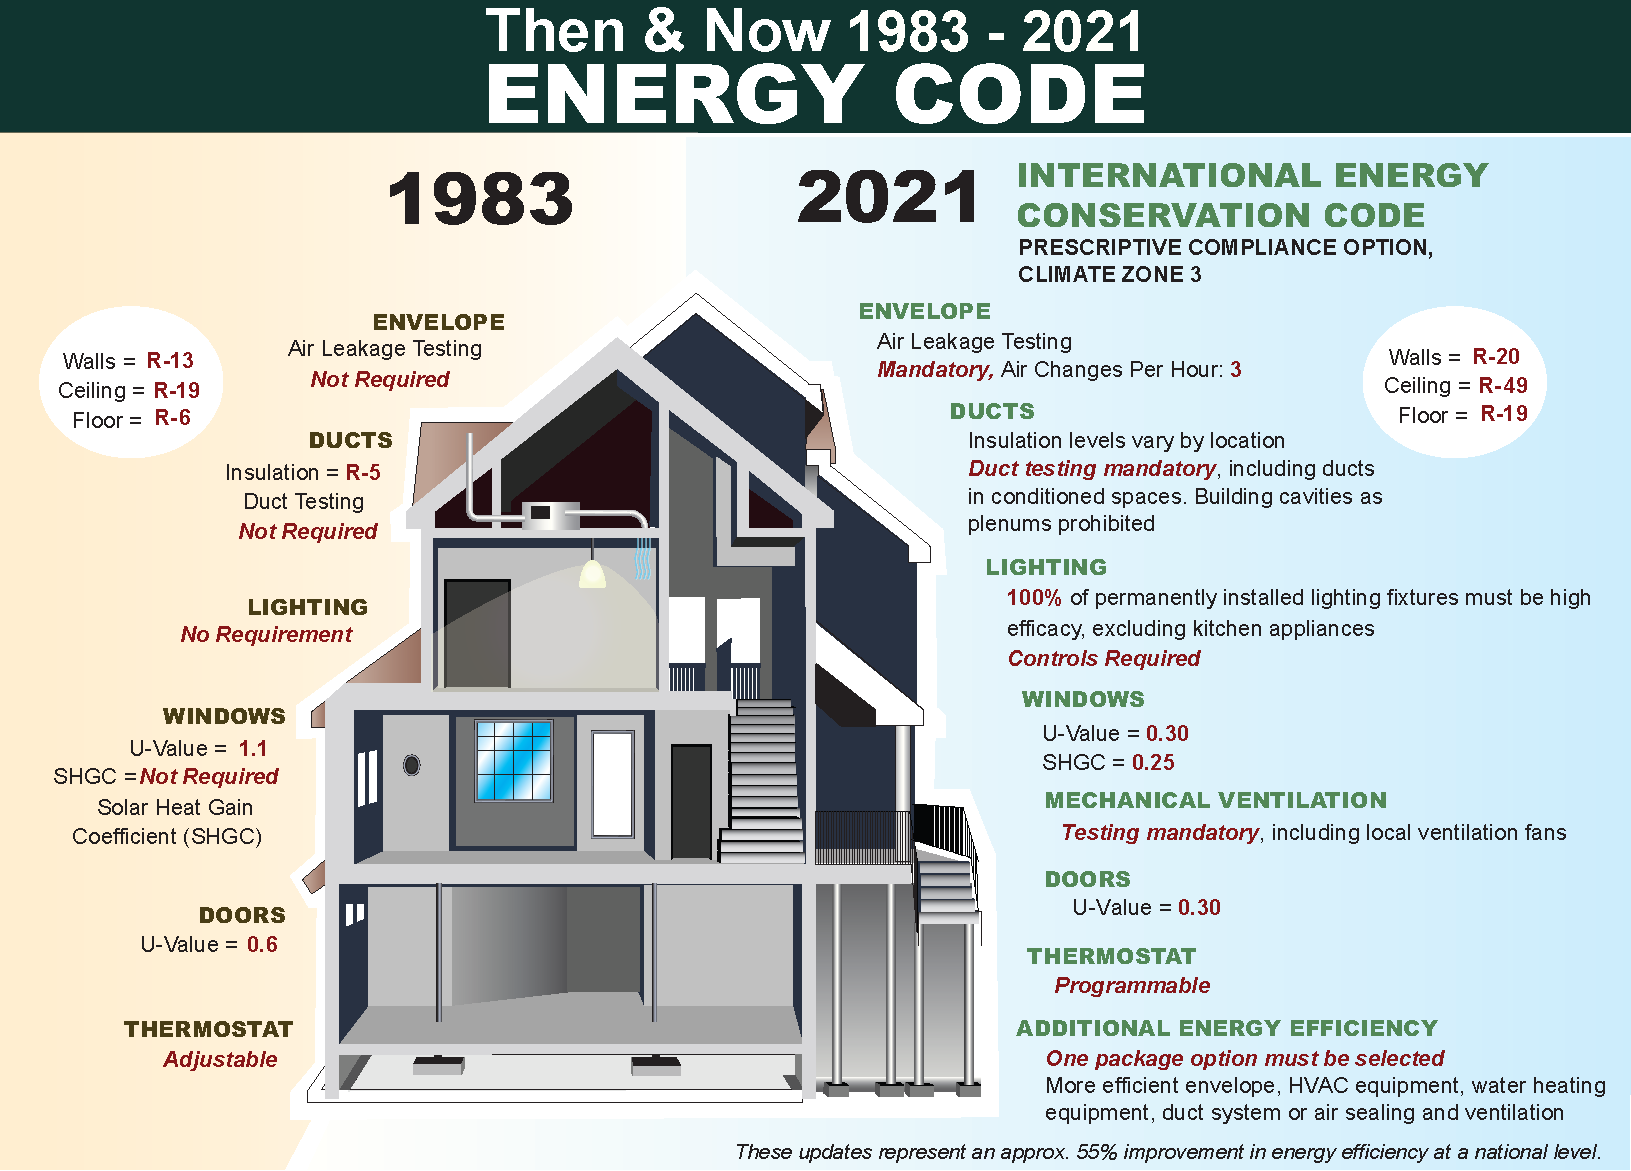 Then & Now 1983 - 2021
ENERGY CODE
1983
Walls = R-13
Ceiling = R-19
Floor = R-6
ENVELOPE
Air Leakage Testing
Not Required
DUCTS
Insulation = R-5
Duct Testing
Not Required
LIGHTING
No Requirement
WINDOWS
U-Value = 1.1
SHGC = Not Required
Solar Heat Gain
Coefficient (SHGC)
DOORS
U-Value = 0.6
THERMOSTAT
Adjustable
2021
INTERNATIONAL ENERGY
CONSERVATION CODE
PRESCRIPTIVE COMPLIANCE OPTION,
CLIMATE ZONE 3
ENVELOPE
Air Leakage Testing
Mandatory, Air Changes Per Hour: 3
Walls = R-20
Ceiling = R-49
Floor = R-19
DUCTS
Insulation levels vary by location
Duct testing mandatory, including ducts
in conditioned spaces. Building cavities as
plenums prohibited
LIGHTING
100% of permanently installed lighting fixtures must be high
efficacy, excluding kitchen appliances
Controls Required
WINDOWS
U-Value = 0.30
SHGC = 0.25
MECHANICAL VENTILATION
Testing mandatory, including local ventilation fans
DOORS
U-Value = 0.30
THERMOSTAT
Programmable
ADDITIONAL ENERGY EFFICIENCY
One package option must be selected
More efficient envelope, HVAC equipment, water heating
equipment, duct system or air sealing and ventilation
These updates represent an approx. 55% improvement in energy efficiency at a national level.